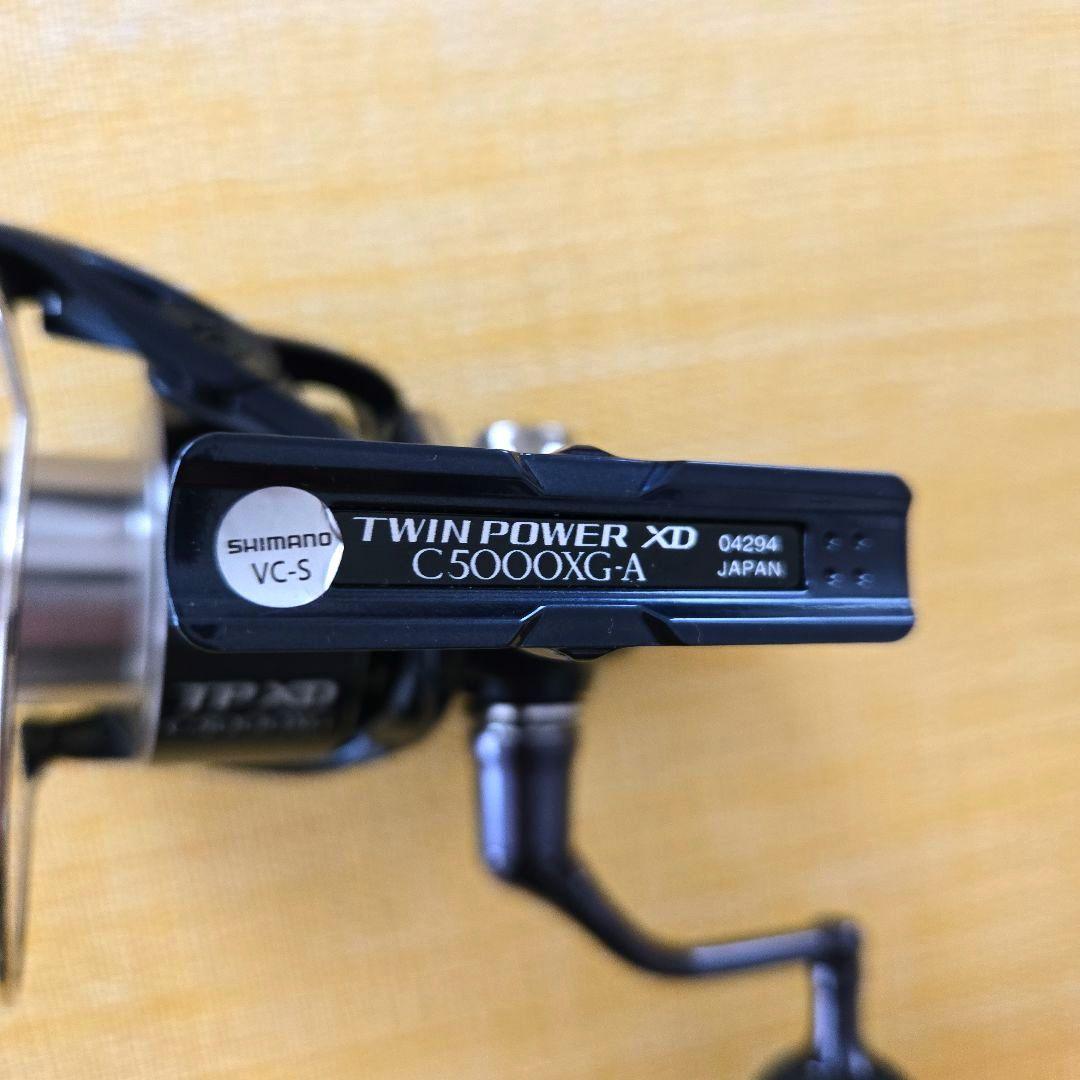 SHIMANO
VC-S
TWIN POWER XD
C5000XG-A
04294
JAPAN
TP XD